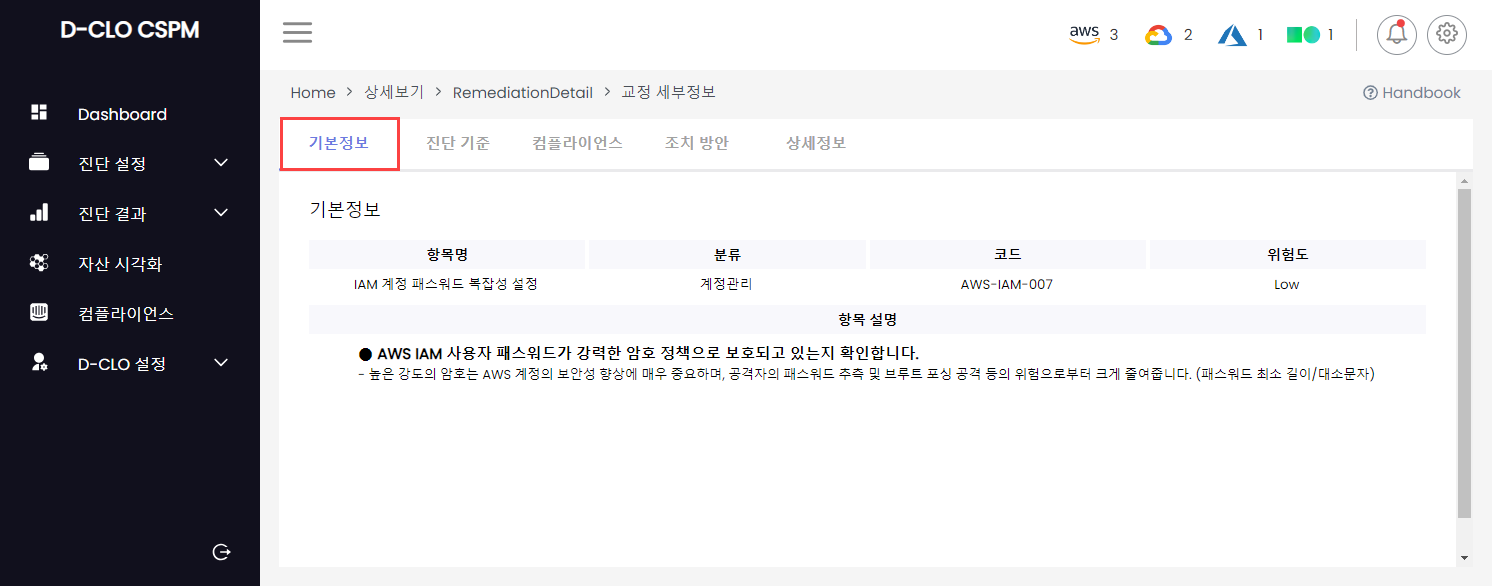 D-CLO CSPM
aws 3 2 1 1
Dashboard
진단 설정
진단 결과
자산 시각화
컴플라이언스
D-CLO 설정
Home > 상세보기 > RemediationDetail > 교정 세부정보
Handbook
기본정보 진단 기준 컴플라이언스 조치 방안 상세정보
기본정보
항목명 분류 코드 위험도
IAM 계정 패스워드 복잡성 설정 계정관리 AWS-IAM-007 Low
항목 설명
● AWS IAM 사용자 패스워드가 강력한 암호 정책으로 보호되고 있는지 확인합니다.
- 높은 강도의 암호는 AWS 계정의 보안성 향상에 매우 중요하며, 공격자의 패스워드 추측 및 브루트 포싱 공격 등의 위험으로부터 크게 줄여줍니다. (패스워드 최소 길이/대소문자)